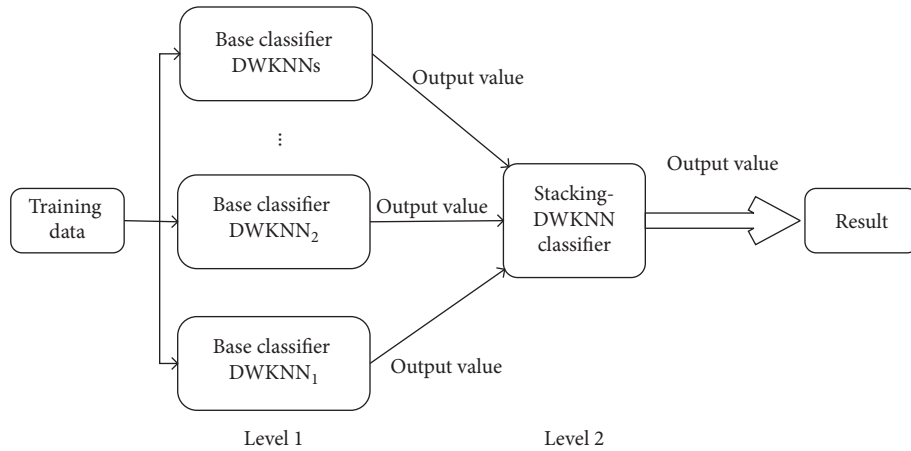 Training
data
Base classifier
DWKNNs
...
Base classifier
DWKNN₂
Base classifier
DWKNN₁
Output value
Output value
Output value
Stacking-
DWKNN
classifier
Output value
Result
Level 1
Level 2